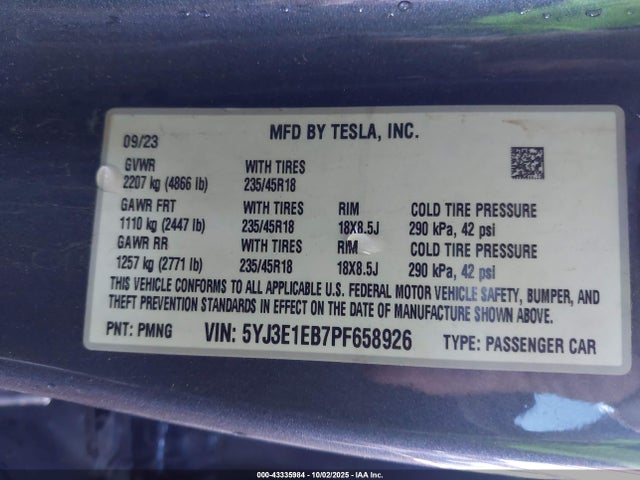 MFD BY TESLA, INC.
09/23
GVWR WITH TIRES
2207 kg (4866 lb) 235/45R18
GAWR FRT WITH TIRES RIM COLD TIRE PRESSURE
1110 kg (2447 lb) 235/45R18 18X8.5J 290 kPa, 42 psi
GAWR RR WITH TIRES RIM COLD TIRE PRESSURE
1257 kg (2771 lb) 235/45R18 18X8.5J 290 kPa, 42 psi
THIS VEHICLE CONFORMS TO ALL APPLICABLE U.S. FEDERAL MOTOR VEHICLE SAFETY, BUMPER, AND
THEFT PREVENTION STANDARDS IN EFFECT ON THE DATE OF MANUFACTURE SHOWN ABOVE.
PNT: PMNG VIN: 5YJ3E1EB7PF658926 TYPE: PASSENGER CAR
000-43335984 - 10/02/2025 - IAA Inc.